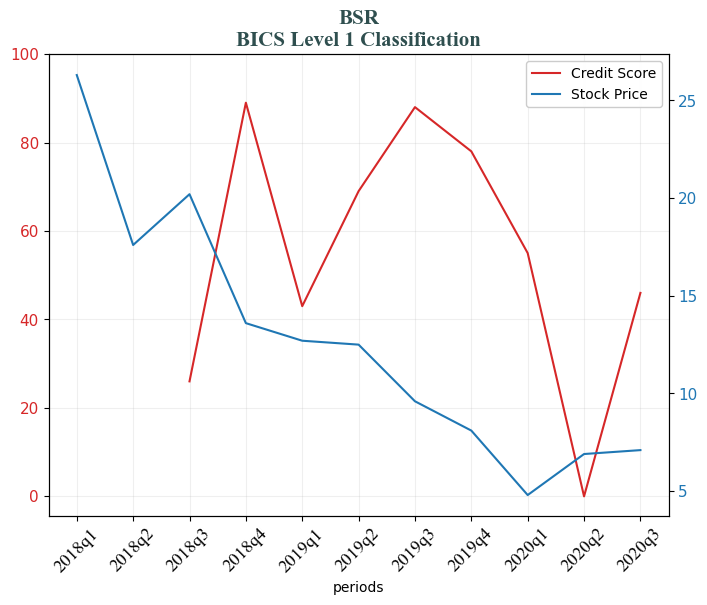 BSR
BICS Level 1 Classification
100
80
60
40
20
0
Credit Score
Stock Price
25
20
15
10
5
2018q1
2018q2
2018q3
2018q4
2019q1
2019q2
2019q3
2019q4
2020q1
2020q2
2020q3
periods